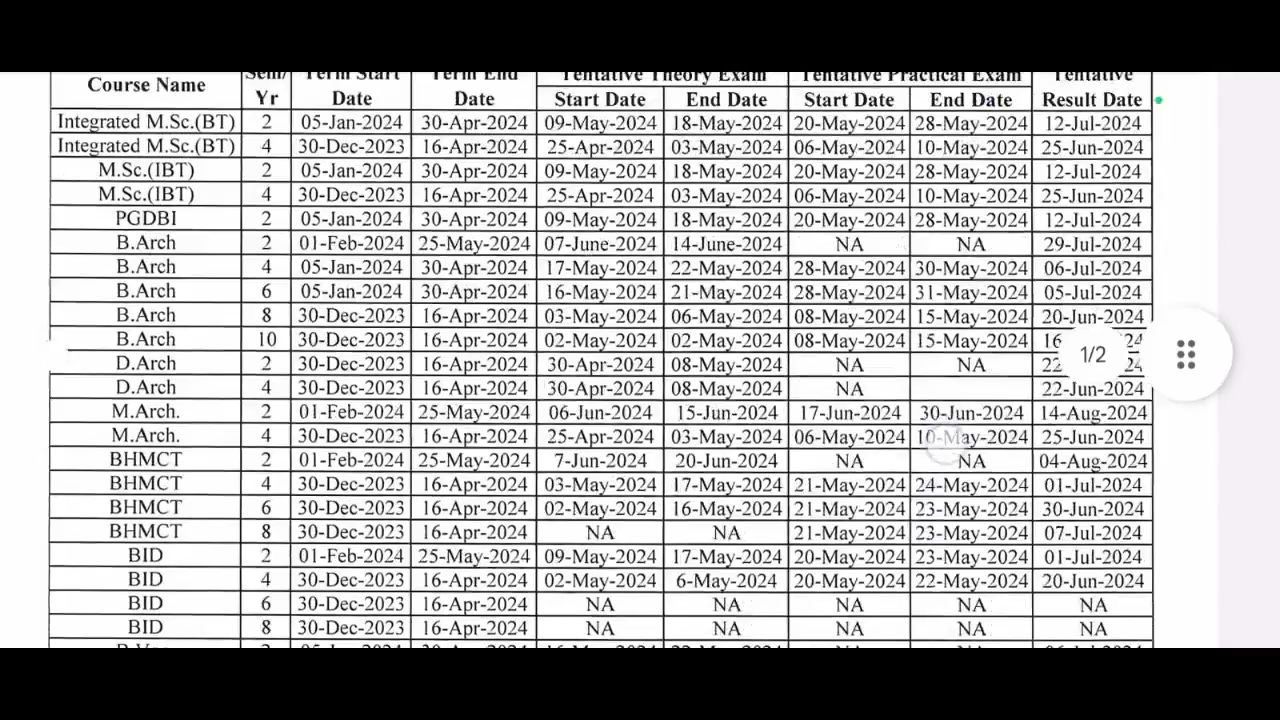 Course Name Sem/ Yr Term Start Date Term End Date Tentative Theory Exam Start Date End Date Tentative Practical Exam Start Date End Date Tentative Result Date
Integrated M.Sc.(BT) 2 05-Jan-2024 30-Apr-2024 09-May-2024 18-May-2024 20-May-2024 28-May-2024 12-Jul-2024
Integrated M.Sc.(BT) 4 30-Dec-2023 16-Apr-2024 25-Apr-2024 03-May-2024 06-May-2024 10-May-2024 25-Jun-2024
M.Sc.(IBT) 2 05-Jan-2024 30-Apr-2024 09-May-2024 18-May-2024 20-May-2024 28-May-2024 12-Jul-2024
M.Sc.(IBT) 4 30-Dec-2023 16-Apr-2024 25-Apr-2024 03-May-2024 06-May-2024 10-May-2024 25-Jun-2024
PGDBI 2 05-Jan-2024 30-Apr-2024 09-May-2024 18-May-2024 20-May-2024 28-May-2024 12-Jul-2024
B.Arch 2 01-Feb-2024 25-May-2024 07-June-2024 14-June-2024 NA NA 29-Jul-2024
B.Arch 4 05-Jan-2024 30-Apr-2024 17-May-2024 22-May-2024 28-May-2024 30-May-2024 06-Jul-2024
B.Arch 6 05-Jan-2024 30-Apr-2024 16-May-2024 21-May-2024 28-May-2024 31-May-2024 05-Jul-2024
B.Arch 8 30-Dec-2023 16-Apr-2024 03-May-2024 06-May-2024 08-May-2024 15-May-2024 20-Jun-2024
B.Arch 10 30-Dec-2023 16-Apr-2024 02-May-2024 02-May-2024 08-May-2024 15-May-2024
1/2
D.Arch 2 30-Dec-2023 16-Apr-2024 30-Apr-2024 08-May-2024 NA NA
D.Arch 4 30-Dec-2023 16-Apr-2024 30-Apr-2024 08-May-2024 NA 22-Jun-2024
M.Arch. 2 01-Feb-2024 25-May-2024 06-Jun-2024 15-Jun-2024 17-Jun-2024 30-Jun-2024 14-Aug-2024
M.Arch. 4 30-Dec-2023 16-Apr-2024 25-Apr-2024 03-May-2024 06-May-2024 10-May-2024 25-Jun-2024
BHMCT 2 01-Feb-2024 25-May-2024 7-Jun-2024 20-Jun-2024 NA NA 04-Aug-2024
BHMCT 4 30-Dec-2023 16-Apr-2024 03-May-2024 17-May-2024 21-May-2024 24-May-2024 01-Jul-2024
BHMCT 6 30-Dec-2023 16-Apr-2024 02-May-2024 16-May-2024 21-May-2024 23-May-2024 30-Jun-2024
BHMCT 8 30-Dec-2023 16-Apr-2024 NA NA 21-May-2024 23-May-2024 07-Jul-2024
BID 2 01-Feb-2024 25-May-2024 09-May-2024 17-May-2024 20-May-2024 23-May-2024 01-Jul-2024
BID 4 30-Dec-2023 16-Apr-2024 02-May-2024 6-May-2024 20-May-2024 22-May-2024 20-Jun-2024
BID 6 30-Dec-2023 16-Apr-2024 NA NA NA NA NA
BID 8 30-Dec-2023 16-Apr-2024 NA NA NA NA NA